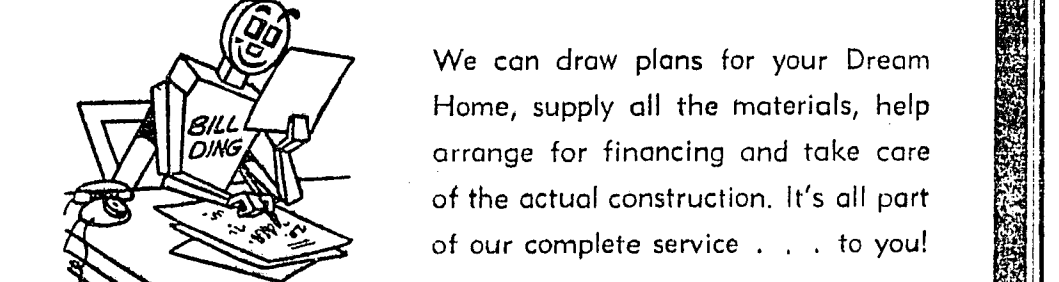 BILL
DING
We can draw plans for your Dream
Home, supply all the materials, help
arrange for financing and take care
of the actual construction. It's all part
of our complete service . . . to you!